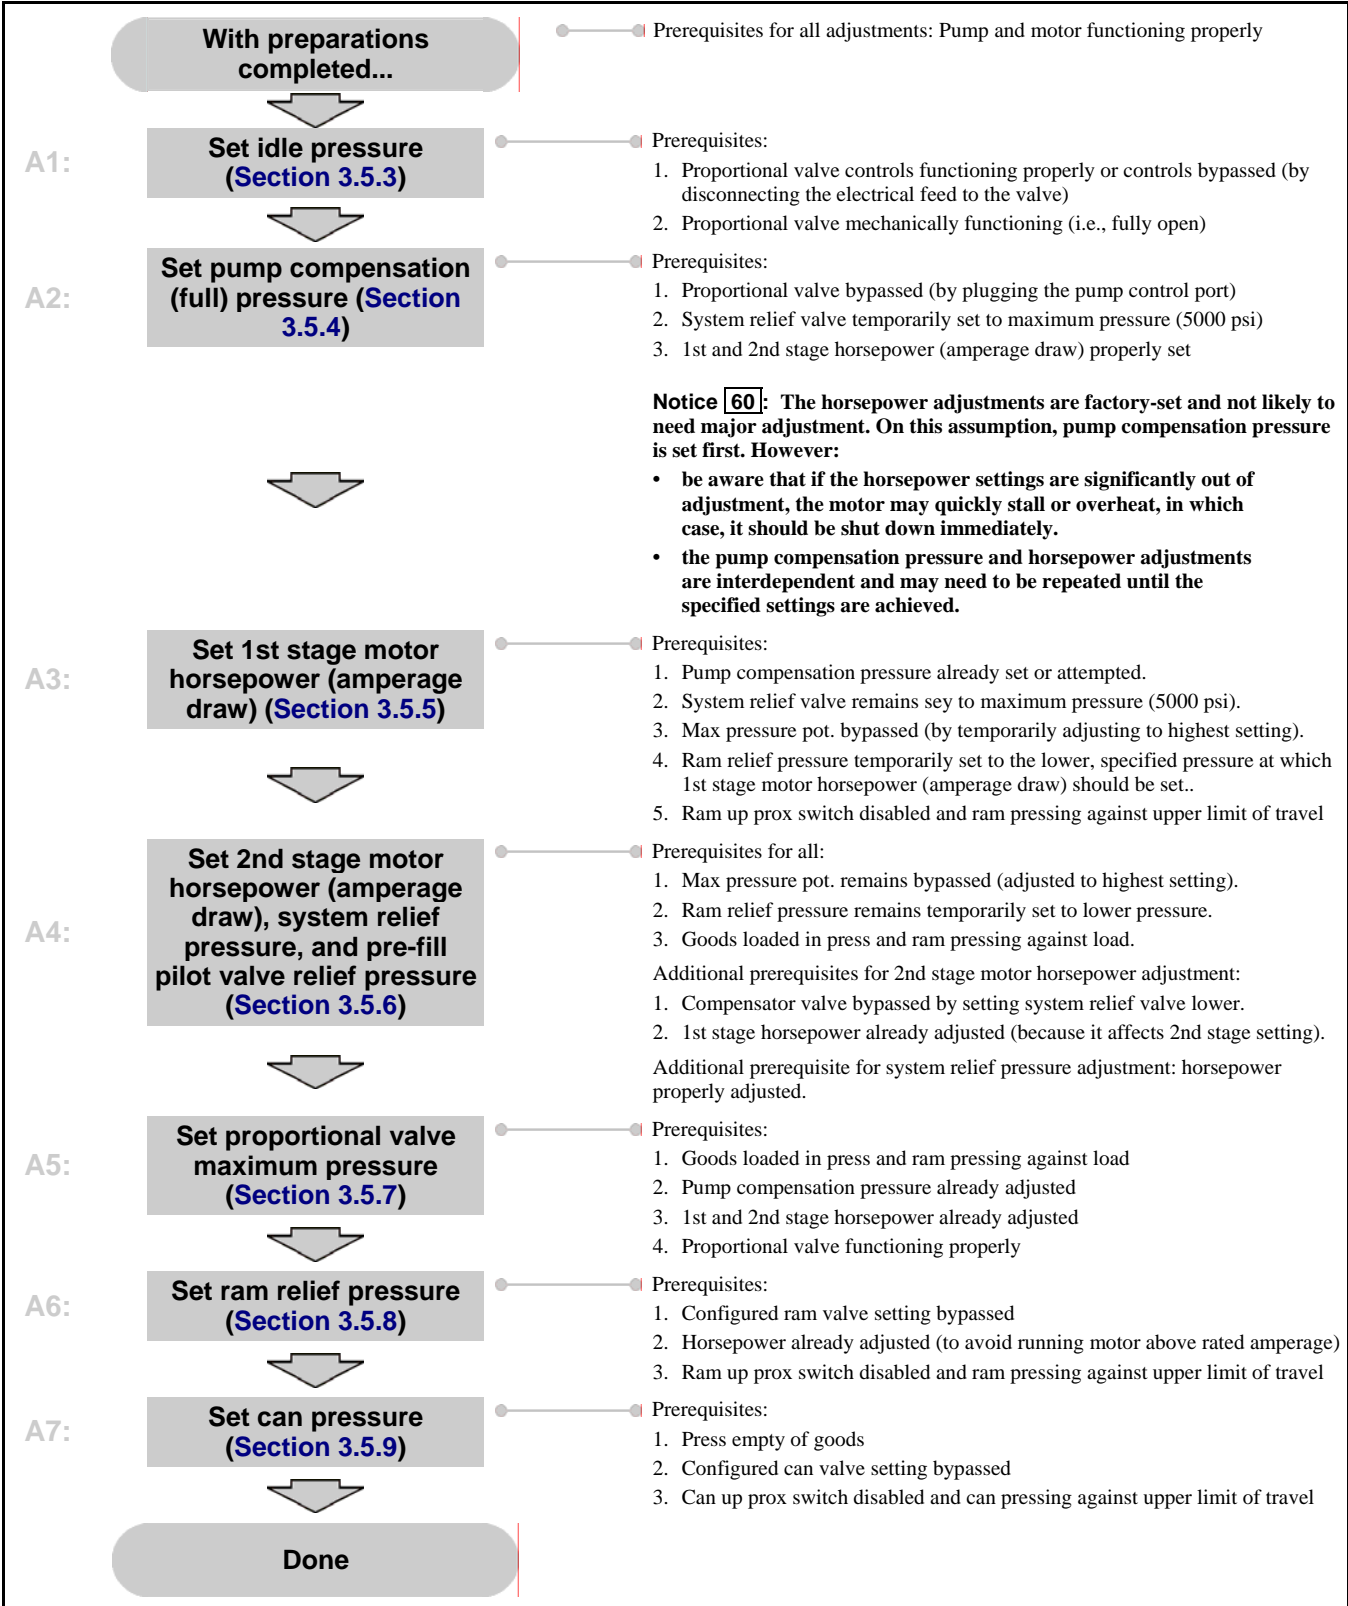 With preparations
completed...
Prerequisites for all adjustments: Pump and motor functioning properly
A1:
Set idle pressure
(Section 3.5.3)
Prerequisites:
1. Proportional valve controls functioning properly or controls bypassed (by
disconnecting the electrical feed to the valve)
2. Proportional valve mechanically functioning (i.e., fully open)
A2:
Set pump compensation
(full) pressure (Section
3.5.4)
Prerequisites:
1. Proportional valve bypassed (by plugging the pump control port)
2. System relief valve temporarily set to maximum pressure (5000 psi)
3. 1st and 2nd stage horsepower (amperage draw) properly set
Notice 60: The horsepower adjustments are factory-set and not likely to
need major adjustment. On this assumption, pump compensation pressure
is set first. However:
• be aware that if the horsepower settings are significantly out of
adjustment, the motor may quickly stall or overheat, in which
case, it should be shut down immediately.
• the pump compensation pressure and horsepower adjustments
are interdependent and may need to be repeated until the
specified settings are achieved.
A3:
Set 1st stage motor
horsepower (amperage
draw) (Section 3.5.5)
Prerequisites:
1. Pump compensation pressure already set or attempted.
2. System relief valve remains sey to maximum pressure (5000 psi).
3. Max pressure pot. bypassed (by temporarily adjusting to highest setting).
4. Ram relief pressure temporarily set to the lower, specified pressure at which
1st stage motor horsepower (amperage draw) should be set..
5. Ram up prox switch disabled and ram pressing against upper limit of travel
A4:
Set 2nd stage motor
horsepower (amperage
draw), system relief
pressure, and pre-fill
pilot valve relief pressure
(Section 3.5.6)
Prerequisites for all:
1. Max pressure pot. remains bypassed (adjusted to highest setting).
2. Ram relief pressure remains temporarily set to lower pressure.
3. Goods loaded in press and ram pressing against load.
Additional prerequisites for 2nd stage motor horsepower adjustment:
1. Compensator valve bypassed by setting system relief valve lower.
2. 1st stage horsepower already adjusted (because it affects 2nd stage setting).
Additional prerequisite for system relief pressure adjustment: horsepower
properly adjusted.
A5:
Set proportional valve
maximum pressure
(Section 3.5.7)
Prerequisites:
1. Goods loaded in press and ram pressing against load
2. Pump compensation pressure already adjusted
3. 1st and 2nd stage horsepower already adjusted
4. Proportional valve functioning properly
A6:
Set ram relief pressure
(Section 3.5.8)
Prerequisites:
1. Configured ram valve setting bypassed
2. Horsepower already adjusted (to avoid running motor above rated amperage)
3. Ram up prox switch disabled and ram pressing against upper limit of travel
A7:
Set can pressure
(Section 3.5.9)
Prerequisites:
1. Press empty of goods
2. Configured can valve setting bypassed
3. Can up prox switch disabled and can pressing against upper limit of travel
Done